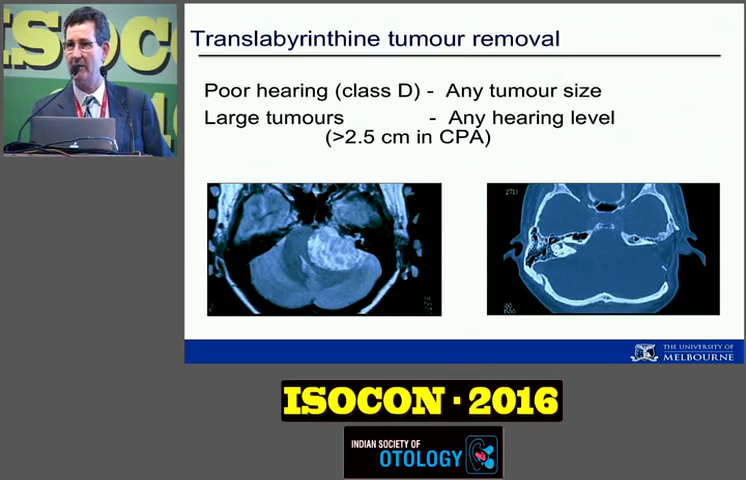 ISOCO
Translabyrinthine tumour removal
Poor hearing (class D) - Any tumour size
Large tumours - Any hearing level
(>2.5 cm in CPA)
THE UNIVERSITY OF
MELBOURNE
ISOCON · 2016
INDIAN SOCIETY OF
OTOLOGY